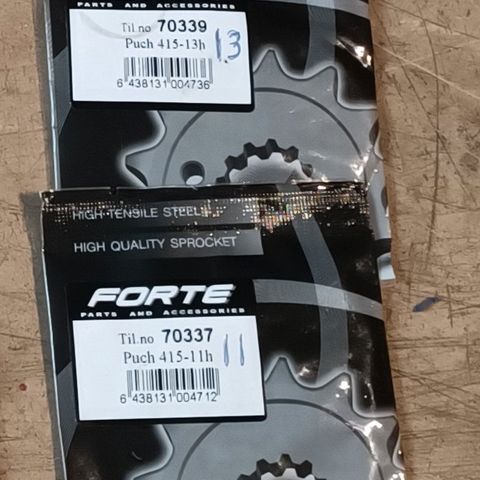 PARTS AND ACCESSORIES
Til.no 70339
Puch 415-13h
13
6 438131 004736
HIGH TENSILE STEELS
HIGH QUALITY SPROCKET
FORTE
PARTS AND ACCESSORIES
Til.no 70337
Puch 415-11h
11
6 438131 004712